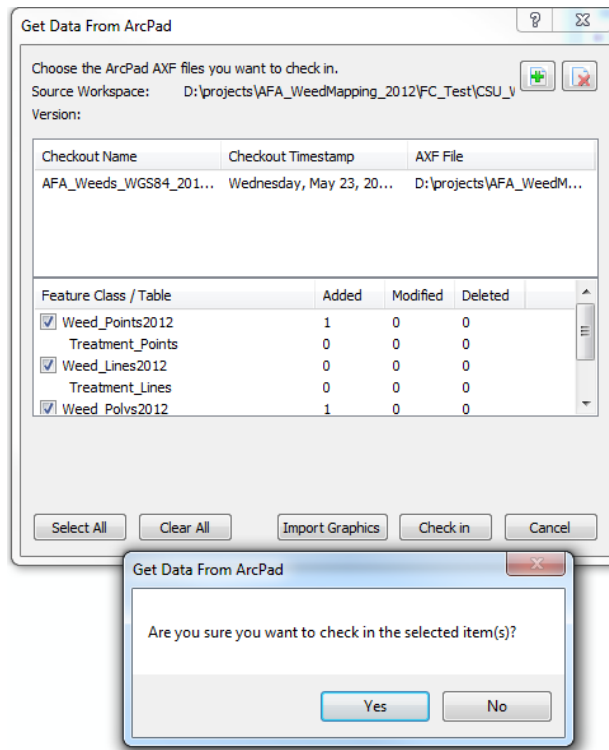 Get Data From ArcPad
Choose the ArcPad AXF files you want to check in.
Source Workspace: D:\projects\AFA_WeedMapping_2012\FC_Test\CSU_W
Version:
Checkout Name Checkout Timestamp AXF File
AFA_Weeds_WGS84_201... Wednesday, May 23, 20... D:\projects\AFA_WeedM...
Feature Class / Table Added Modified Deleted
Weed_Points2012 1 0 0
Treatment_Points 0 0 0
Weed_Lines2012 0 0 0
Treatment_Lines 0 0 0
Weed_Polys2012 1 0 0
Select All Clear All Import Graphics Check in Cancel
Get Data From ArcPad
Are you sure you want to check in the selected item(s)?
Yes No